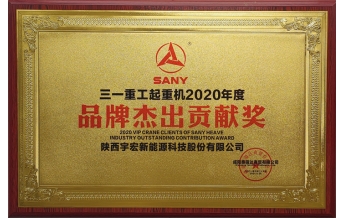 SANY
三一重工起重机2020年度
品牌杰出贡献奖
2020 VIP CRANE CLIENTS OF SANY HEAVE
INDUSTRY OUTSTANDING CONTRIBUTION AWARD
陕西宇宏新能源科技股份有限公司